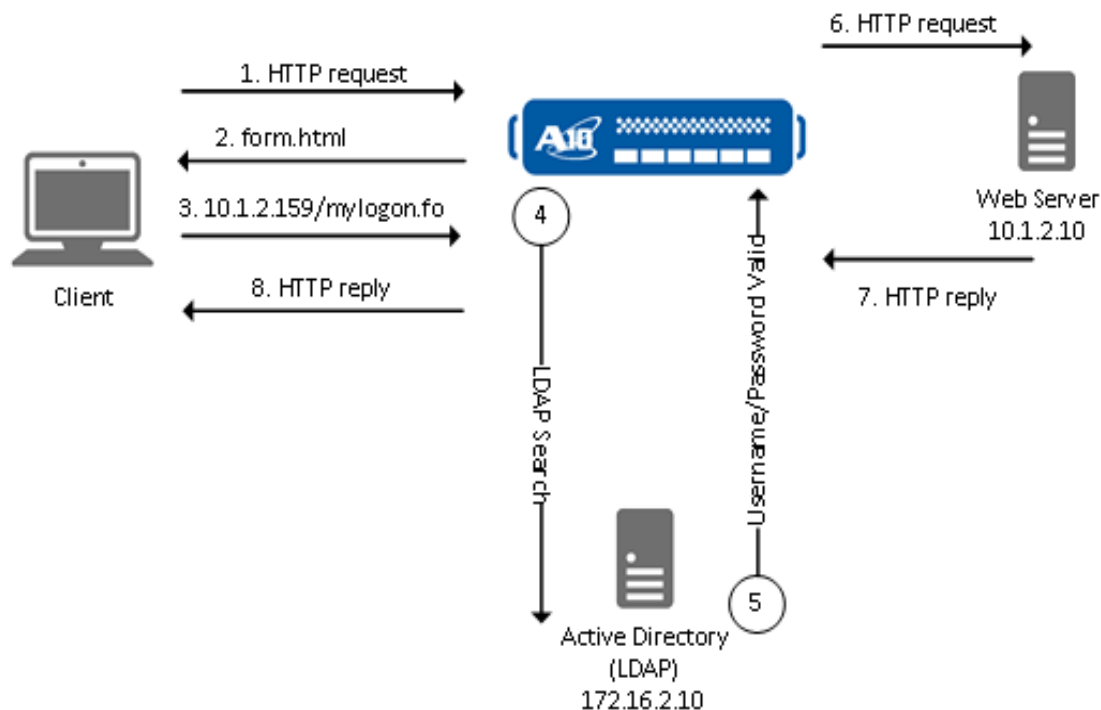 6. HTTP request
1. HTTP request
A10
2. form.html
3. 10.1.2.159/mylogon.fo
4
Web Server
10.1.2.10
Client
8. HTTP reply
7. HTTP reply
LDAP Search
Username/Password Valid
5
Active Directory
(LDAP)
172.16.2.10